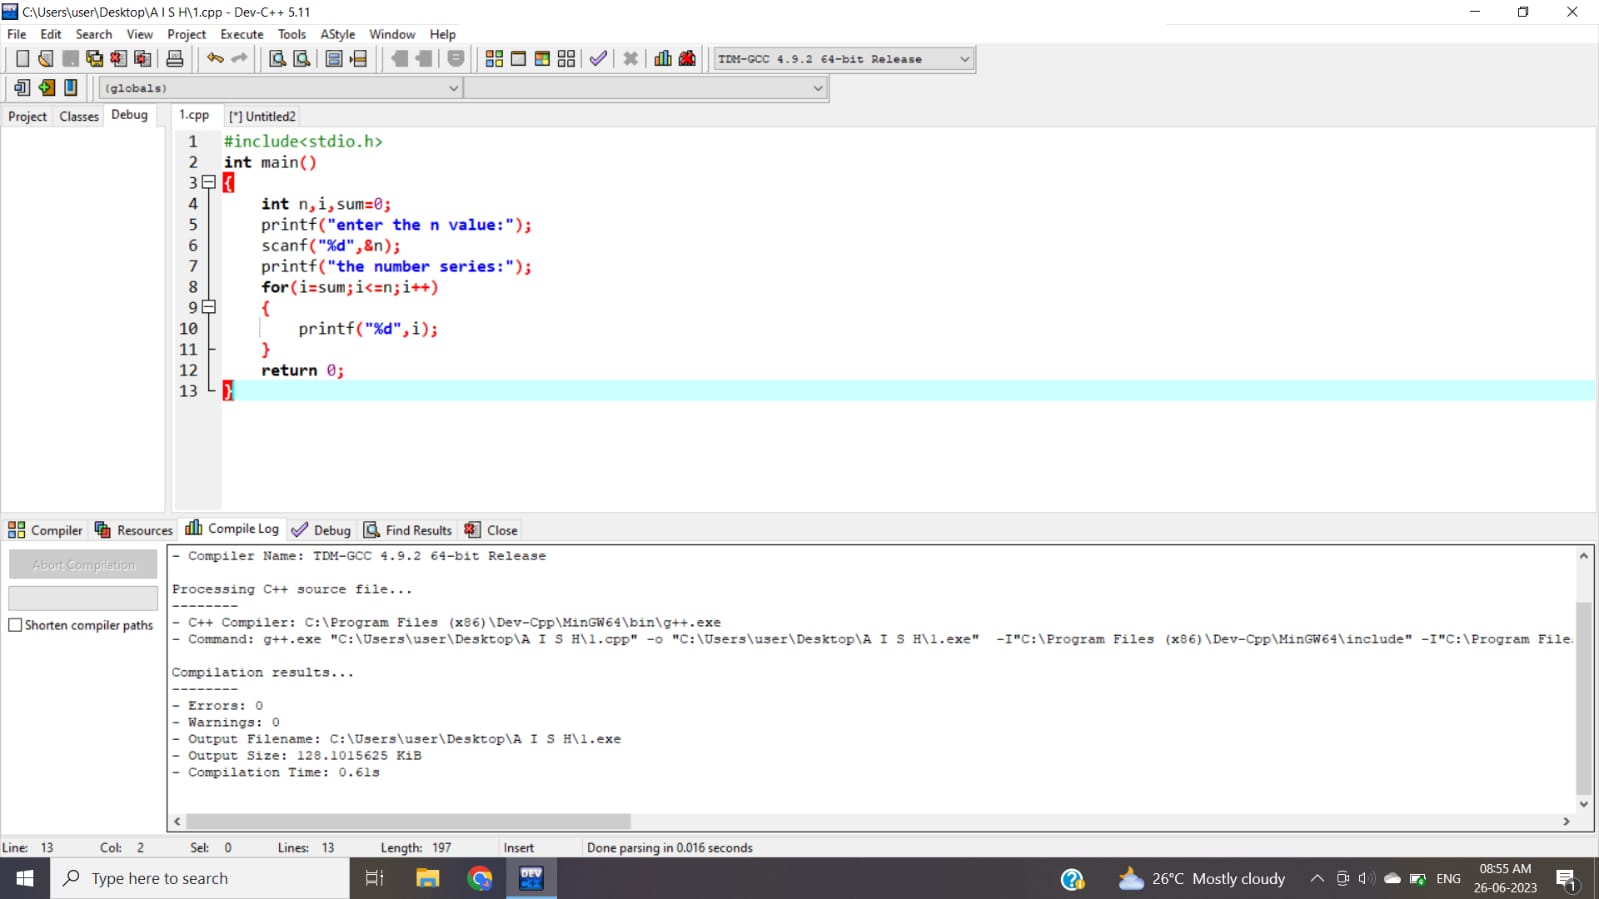 C:\Users\user\Desktop\A I S H\1.cpp - Dev-C++ 5.11
File Edit Search View Project Execute Tools AStyle Window Help
TDM-GCC 4.9.2 64-bit Release
(globals)
Project Classes Debug 1.cpp [*] Untitled2
1 #include<stdio.h>
2 int main()
3 {
4 int n,i,sum=0;
5 printf("enter the n value:");
6 scanf("%d",&n);
7 printf("the number series:");
8 for(i=sum;i<=n;i++)
9 {
10 printf("%d",i);
11 }
12 return 0;
13 }
Compiler Resources Compile Log Debug Find Results Close
Abort Compilation
Shorten compiler paths
- Compiler Name: TDM-GCC 4.9.2 64-bit Release
Processing C++ source file...
--------
- C++ Compiler: C:\Program Files (x86)\Dev-Cpp\MinGW64\bin\g++.exe
- Command: g++.exe "C:\Users\user\Desktop\A I S H\1.cpp" -o "C:\Users\user\Desktop\A I S H\1.exe"  -I"C:\Program Files (x86)\Dev-Cpp\MinGW64\include" -I"C:\Program File
Compilation results...
--------
- Errors: 0
- Warnings: 0
- Output Filename: C:\Users\user\Desktop\A I S H\1.exe
- Output Size: 128.1015625 KiB
- Compilation Time: 0.61s
Line: 13 Col: 2 Sel: 0 Lines: 13 Length: 197 Insert Done parsing in 0.016 seconds
Type here to search
DEV
26°C Mostly cloudy
ENG
08:55 AM
26-06-2023
1